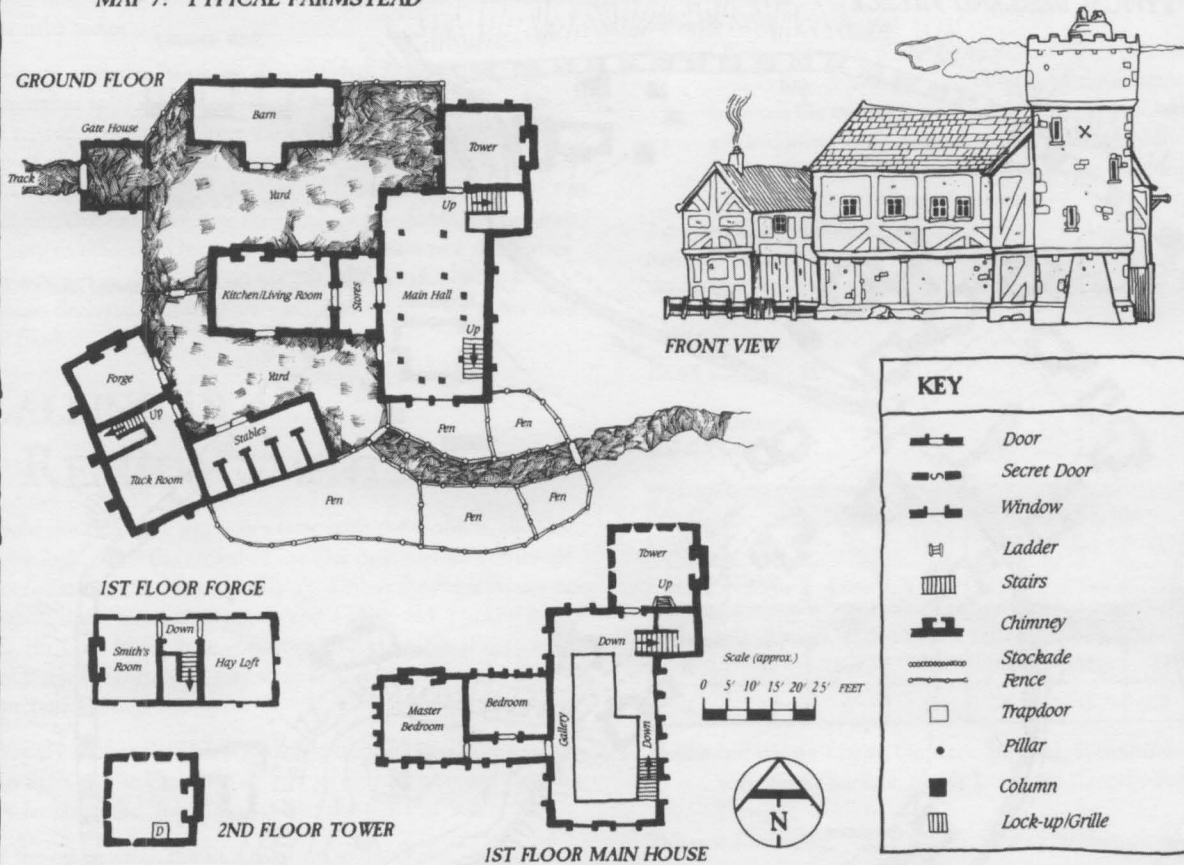 MAP 7: TYPICAL FARMSTEAD
GROUND FLOOR
Gate House
Track
Barn
Tower
Yard
Up
Kitchen/Living Room
Stores
Main Hall
Up
Forge
Up
Yard
Stables
Tack Room
Pen
Pen
Pen
Pen
Pen
FRONT VIEW
1ST FLOOR FORGE
Down
Smith's
Room
Hay Loft
D
2ND FLOOR TOWER
Tower
Up
Down
Master
Bedroom
Bedroom
Gallery
Down
1ST FLOOR MAIN HOUSE
Scale (approx.)
0 5' 10' 15' 20' 25' FEET
N
KEY
Door
S Secret Door
Window
Ladder
Stairs
Chimney
Stockade
Fence
Trapdoor
Pillar
Column
Lock-up/Grille